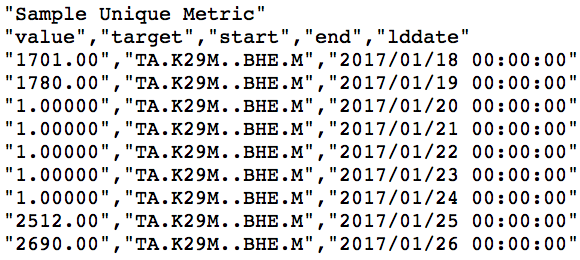 "Sample Unique Metric"
"value","target","start","end","lddate"
"1701.00","TA.K29M..BHE.M","2017/01/18 00:00:00"
"1780.00","TA.K29M..BHE.M","2017/01/19 00:00:00"
"1.00000","TA.K29M..BHE.M","2017/01/20 00:00:00"
"1.00000","TA.K29M..BHE.M","2017/01/21 00:00:00"
"1.00000","TA.K29M..BHE.M","2017/01/22 00:00:00"
"1.00000","TA.K29M..BHE.M","2017/01/23 00:00:00"
"1.00000","TA.K29M..BHE.M","2017/01/24 00:00:00"
"2512.00","TA.K29M..BHE.M","2017/01/25 00:00:00"
"2690.00","TA.K29M..BHE.M","2017/01/26 00:00:00"